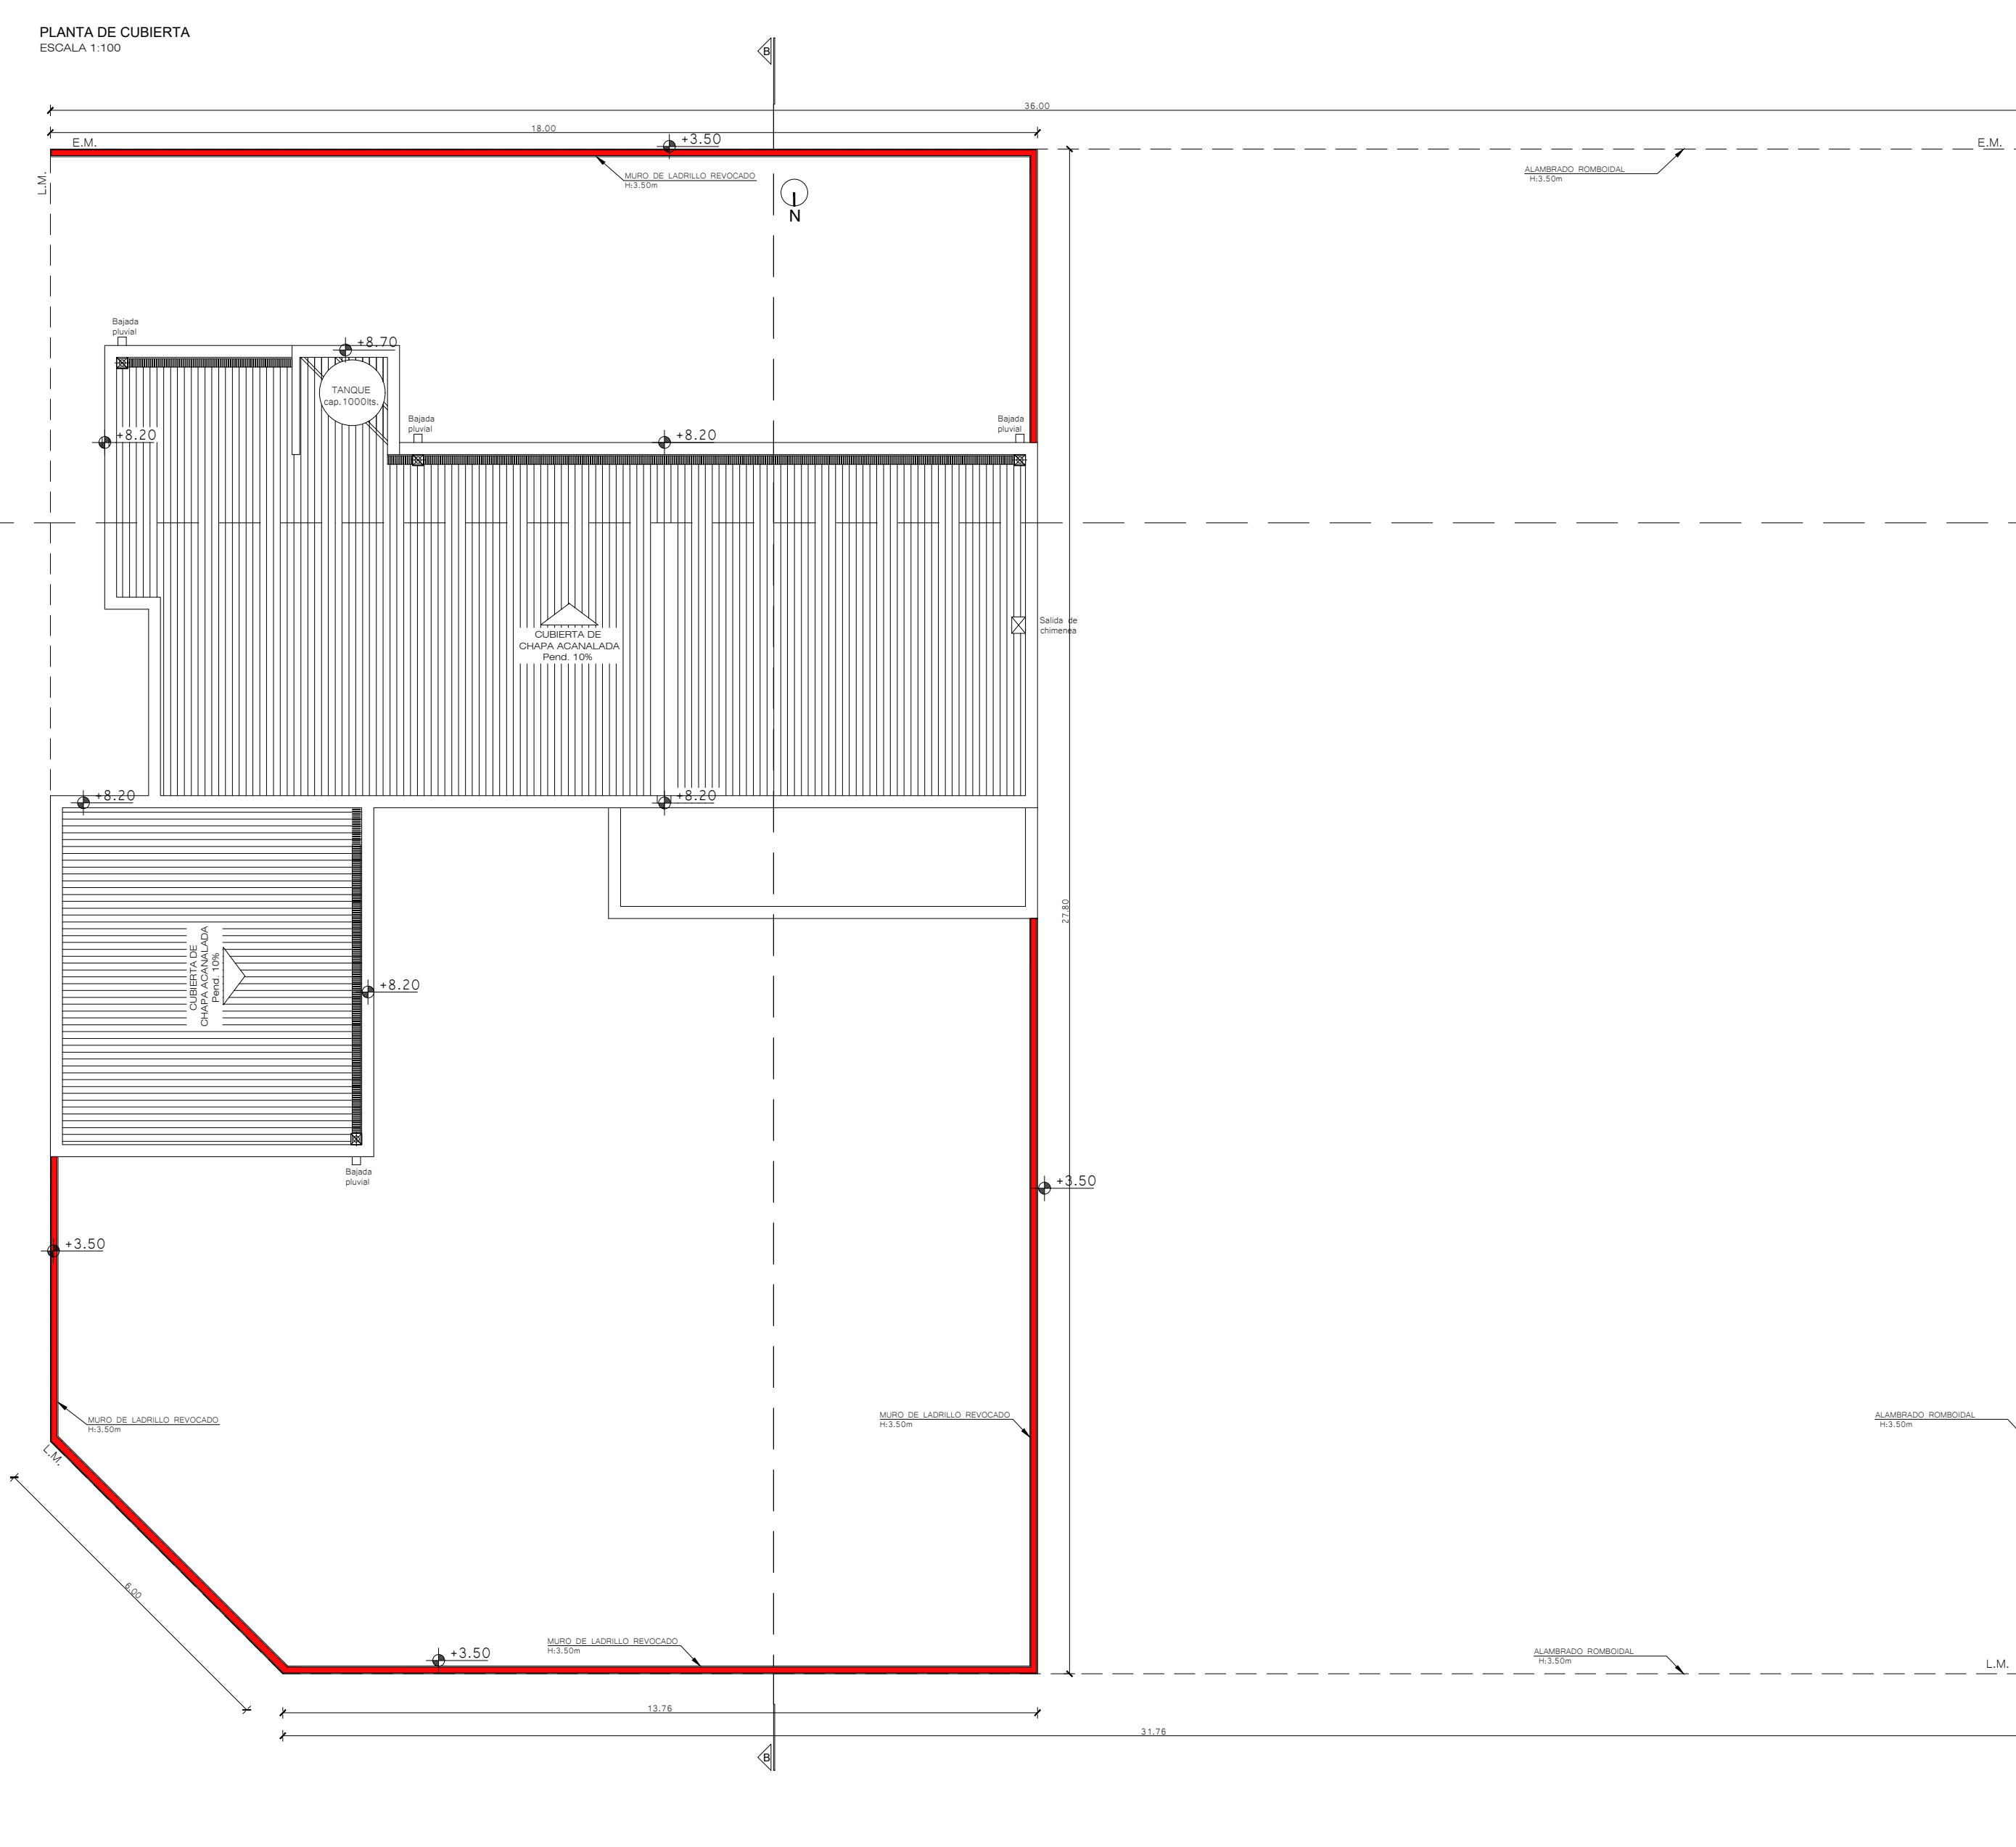 PLANTA DE CUBIERTA
ESCALA 1:100
B
36.00
18.00
E.M.
+3.50
E.M.
L.M.
MURO DE LADRILLO REVOCADO
H:3.50m
ALAMBRADO ROMBOIDAL
H:3.50m
N
Bajada
pluvial
+8.70
TANQUE
cap.1000lts.
Bajada
pluvial
Bajada
pluvial
+8.20
+8.20
Salida de
chimenea
CUBIERTA DE
CHAPA ACANALADA
Pend. 10%
+8.20
+8.20
27.80
CUBIERTA DE
CHAPA ACANALADA
Pend. 10%
+8.20
Bajada
pluvial
+3.50
+3.50
MURO DE LADRILLO REVOCADO
H:3.50m
MURO DE LADRILLO REVOCADO
H:3.50m
ALAMBRADO ROMBOIDAL
H:3.50m
L.M.
6.00
MURO DE LADRILLO REVOCADO
H:3.50m
+3.50
ALAMBRADO ROMBOIDAL
H:3.50m
L.M.
13.76
31.76
B